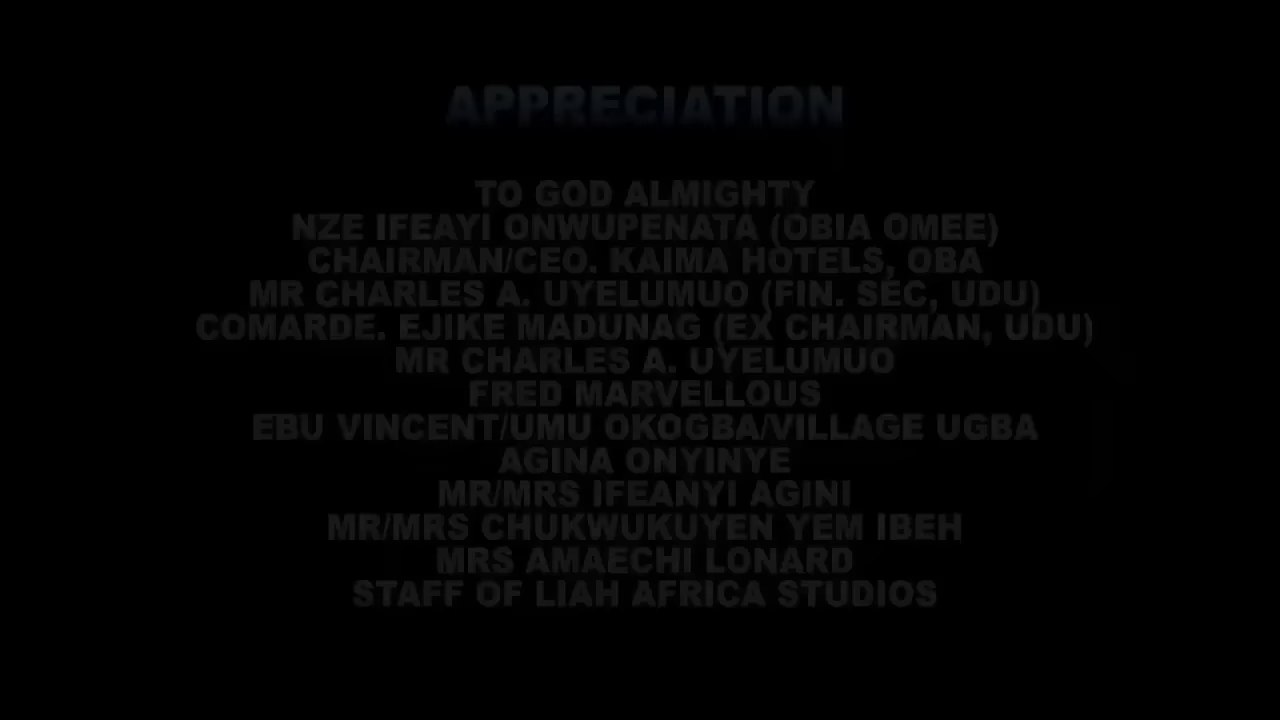 APPRECIATION
TO GOD ALMIGHTY
NZE IFEAYI ONWUPENATA (OBIA OMEE)
CHAIRMAN/CEO. KAIMA HOTELS, OBA
MR CHARLES A. UYELUMUO (FIN. SEC, UDU)
COMARDE. EJIKE MADUNAG (EX CHAIRMAN, UDU)
MR CHARLES A. UYELUMUO
FRED MARVELLOUS
EBU VINCENT/UMU OKOGBA/VILLAGE UGBA
AGINA ONYINYE
MR/MRS IFEANYI AGINI
MR/MRS CHUKWUKUYEN YEM IBEH
MRS AMAECHI LONARD
STAFF OF LIAH AFRICA STUDIOS